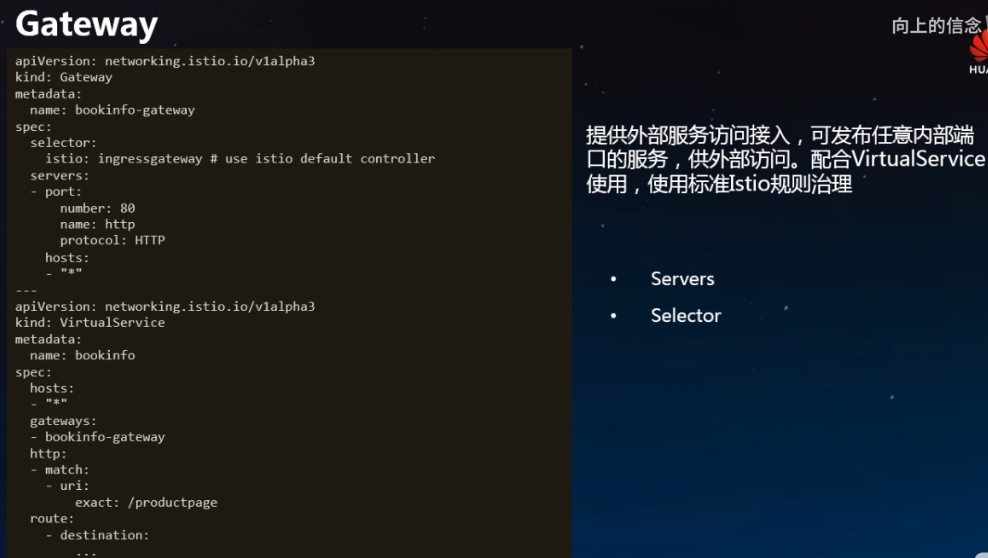 Gateway
向上的信念
HUA
apiVersion: networking.istio.io/v1alpha3
kind: Gateway
metadata:
  name: bookinfo-gateway
spec:
  selector:
    istio: ingressgateway # use istio default controller
  servers:
  - port:
      number: 80
      name: http
      protocol: HTTP
    hosts:
    - "*"
---
apiVersion: networking.istio.io/v1alpha3
kind: VirtualService
metadata:
  name: bookinfo
spec:
  hosts:
  - "*"
  gateways:
  - bookinfo-gateway
  http:
  - match:
    - uri:
        exact: /productpage
  route:
    - destination:
        ...
提供外部服务访问接入，可发布任意内部端
口的服务，供外部访问。配合VirtualService
使用，使用标准Istio规则治理
• Servers
• Selector